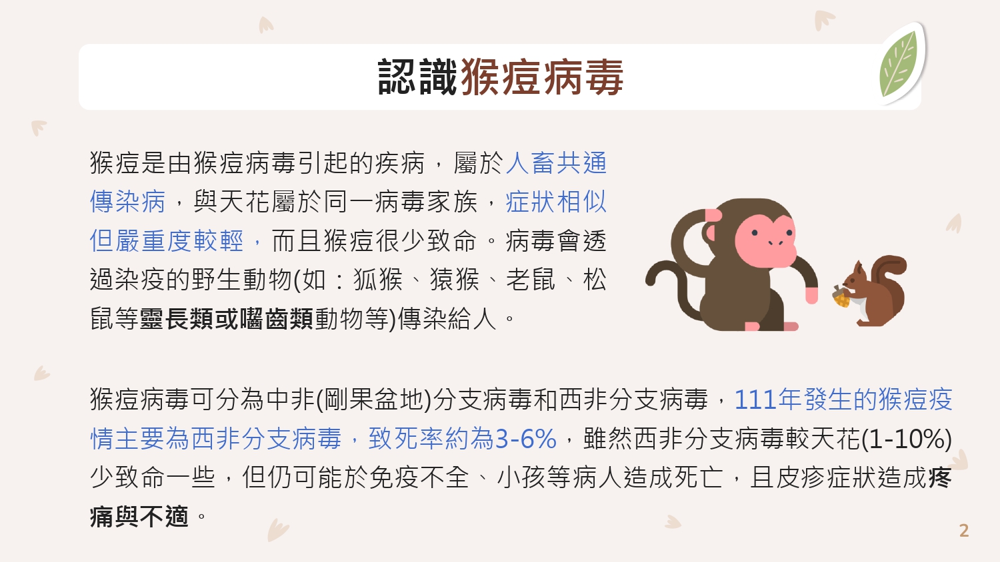 認識猴痘病毒
猴痘是由猴痘病毒引起的疾病，屬於人畜共通
傳染病，與天花屬於同一病毒家族，症狀相似
但嚴重度較輕，而且猴痘很少致命。病毒會透
過染疫的野生動物(如：狐猴、猿猴、老鼠、松
鼠等靈長類或囓齒類動物等)傳染給人。
猴痘病毒可分為中非(剛果盆地)分支病毒和西非分支病毒，111年發生的猴痘疫
情主要為西非分支病毒，致死率約為3-6%，雖然西非分支病毒較天花(1-10%)
少致命一些，但仍可能於免疫不全、小孩等病人造成死亡，且皮疹症狀造成疼
痛與不適。
2